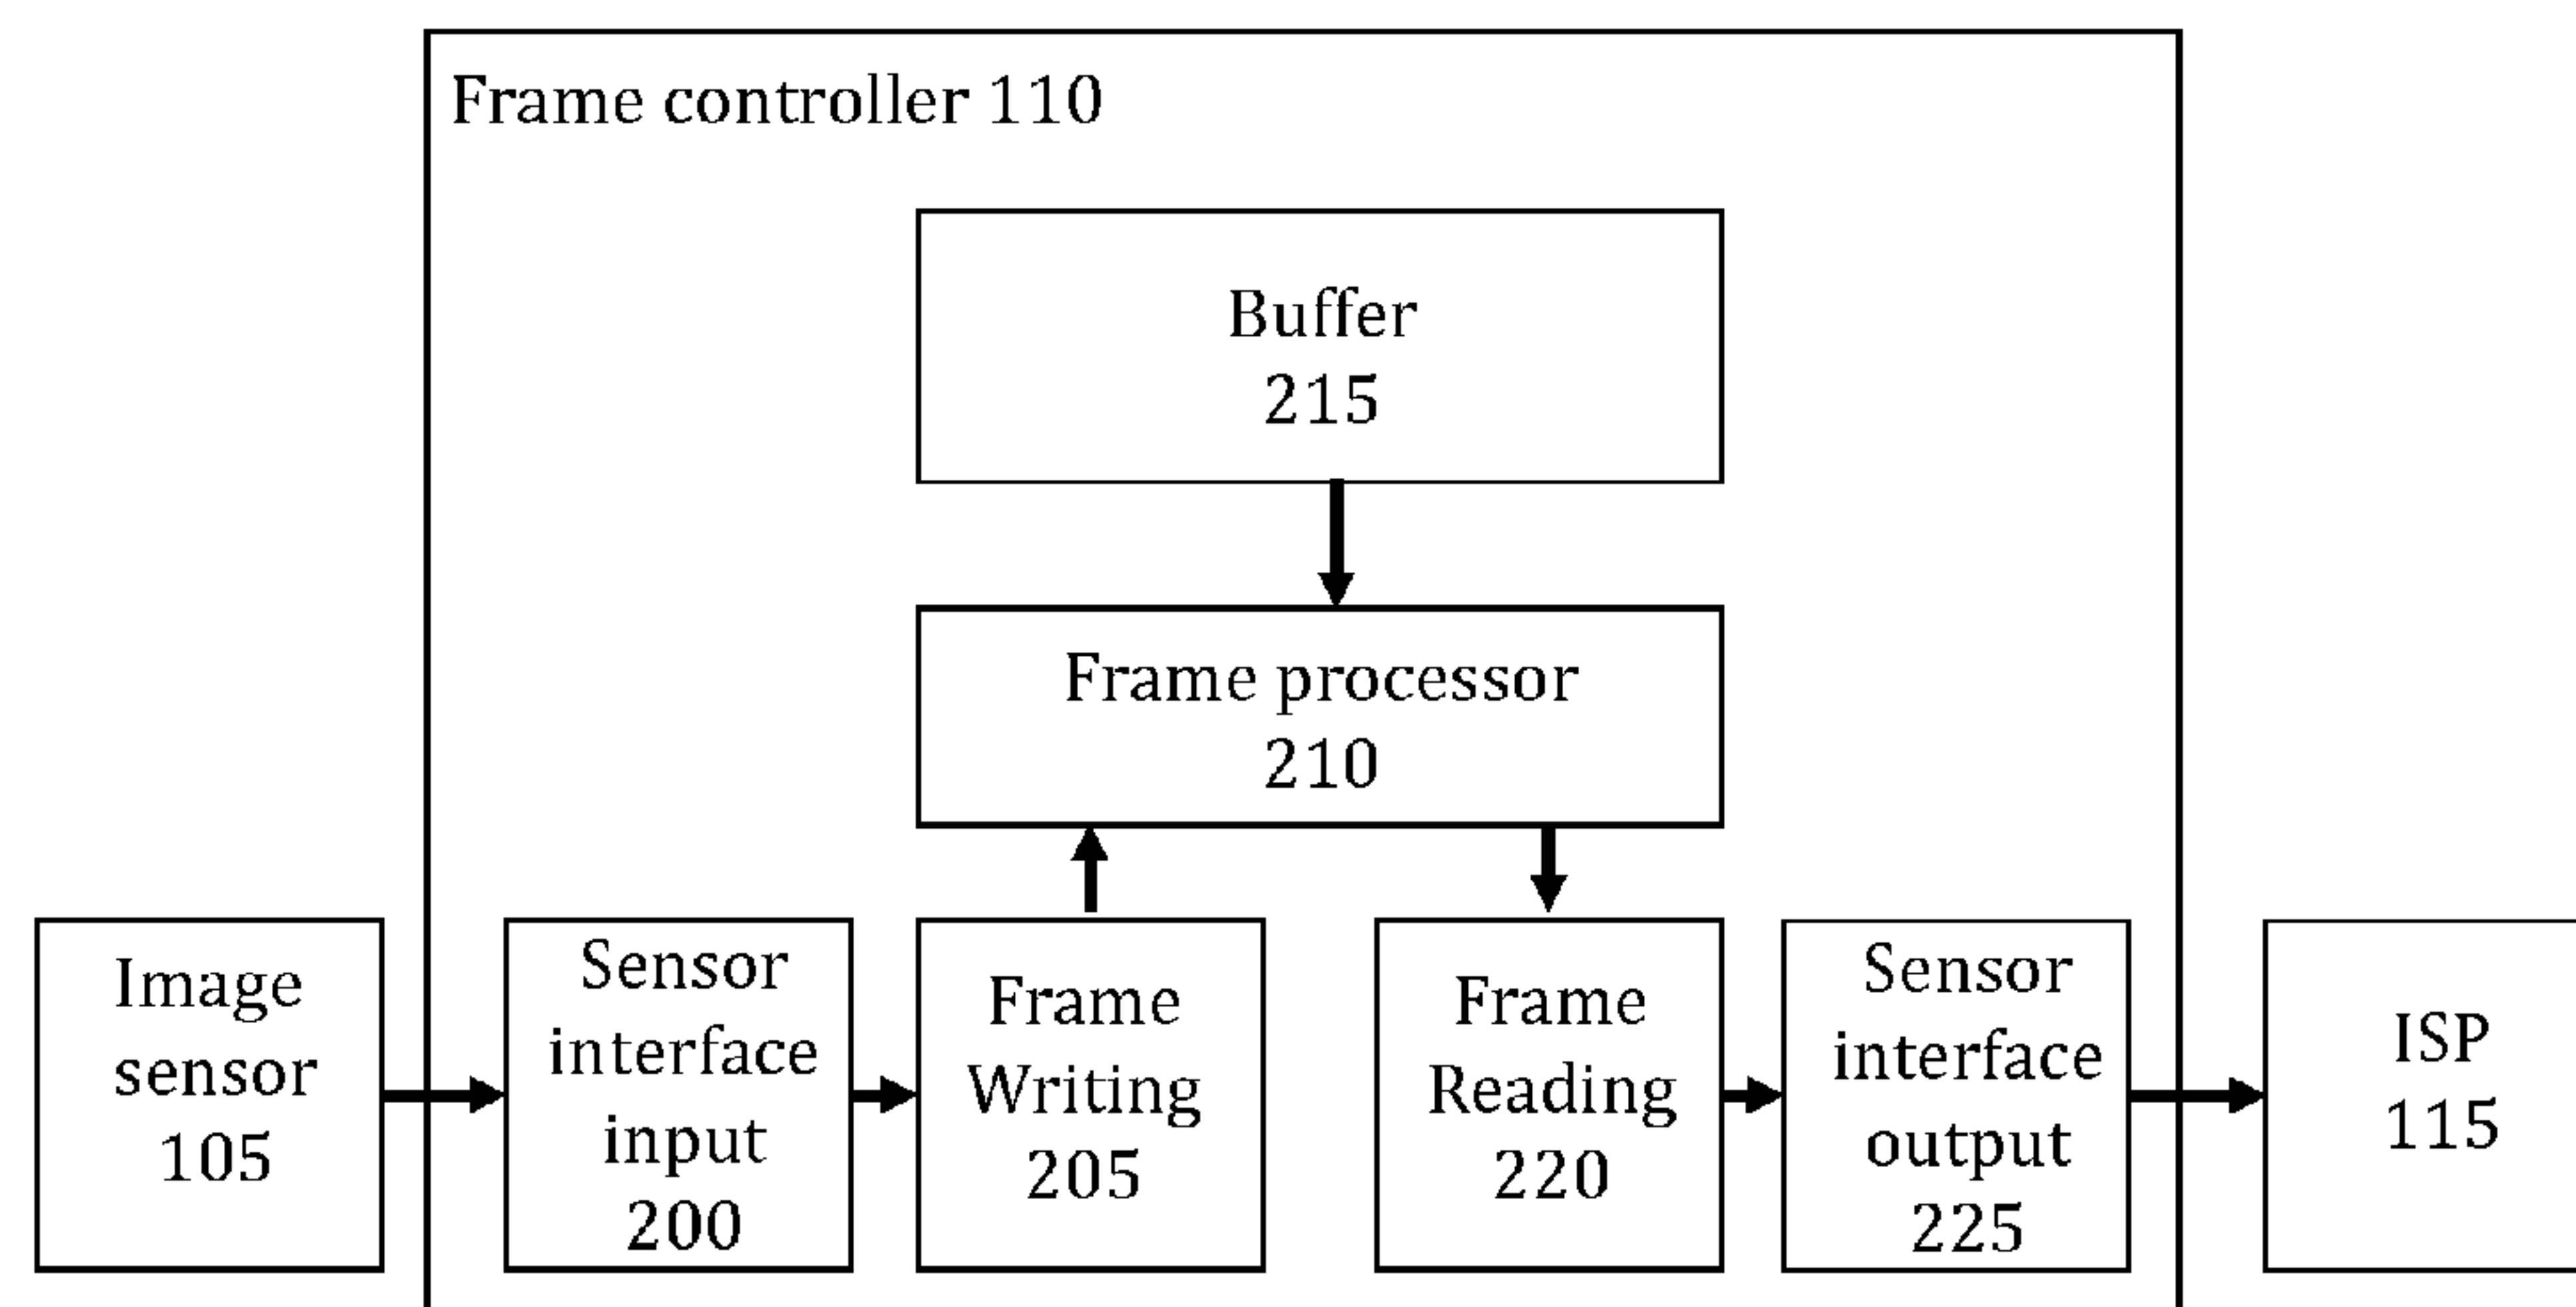 Frame controller 110
Buffer
215
Frame processor
210
Image
sensor
105
Sensor
interface
input
200
Frame
Writing
205
Frame
Reading
220
Sensor
interface
output
225
ISP
115